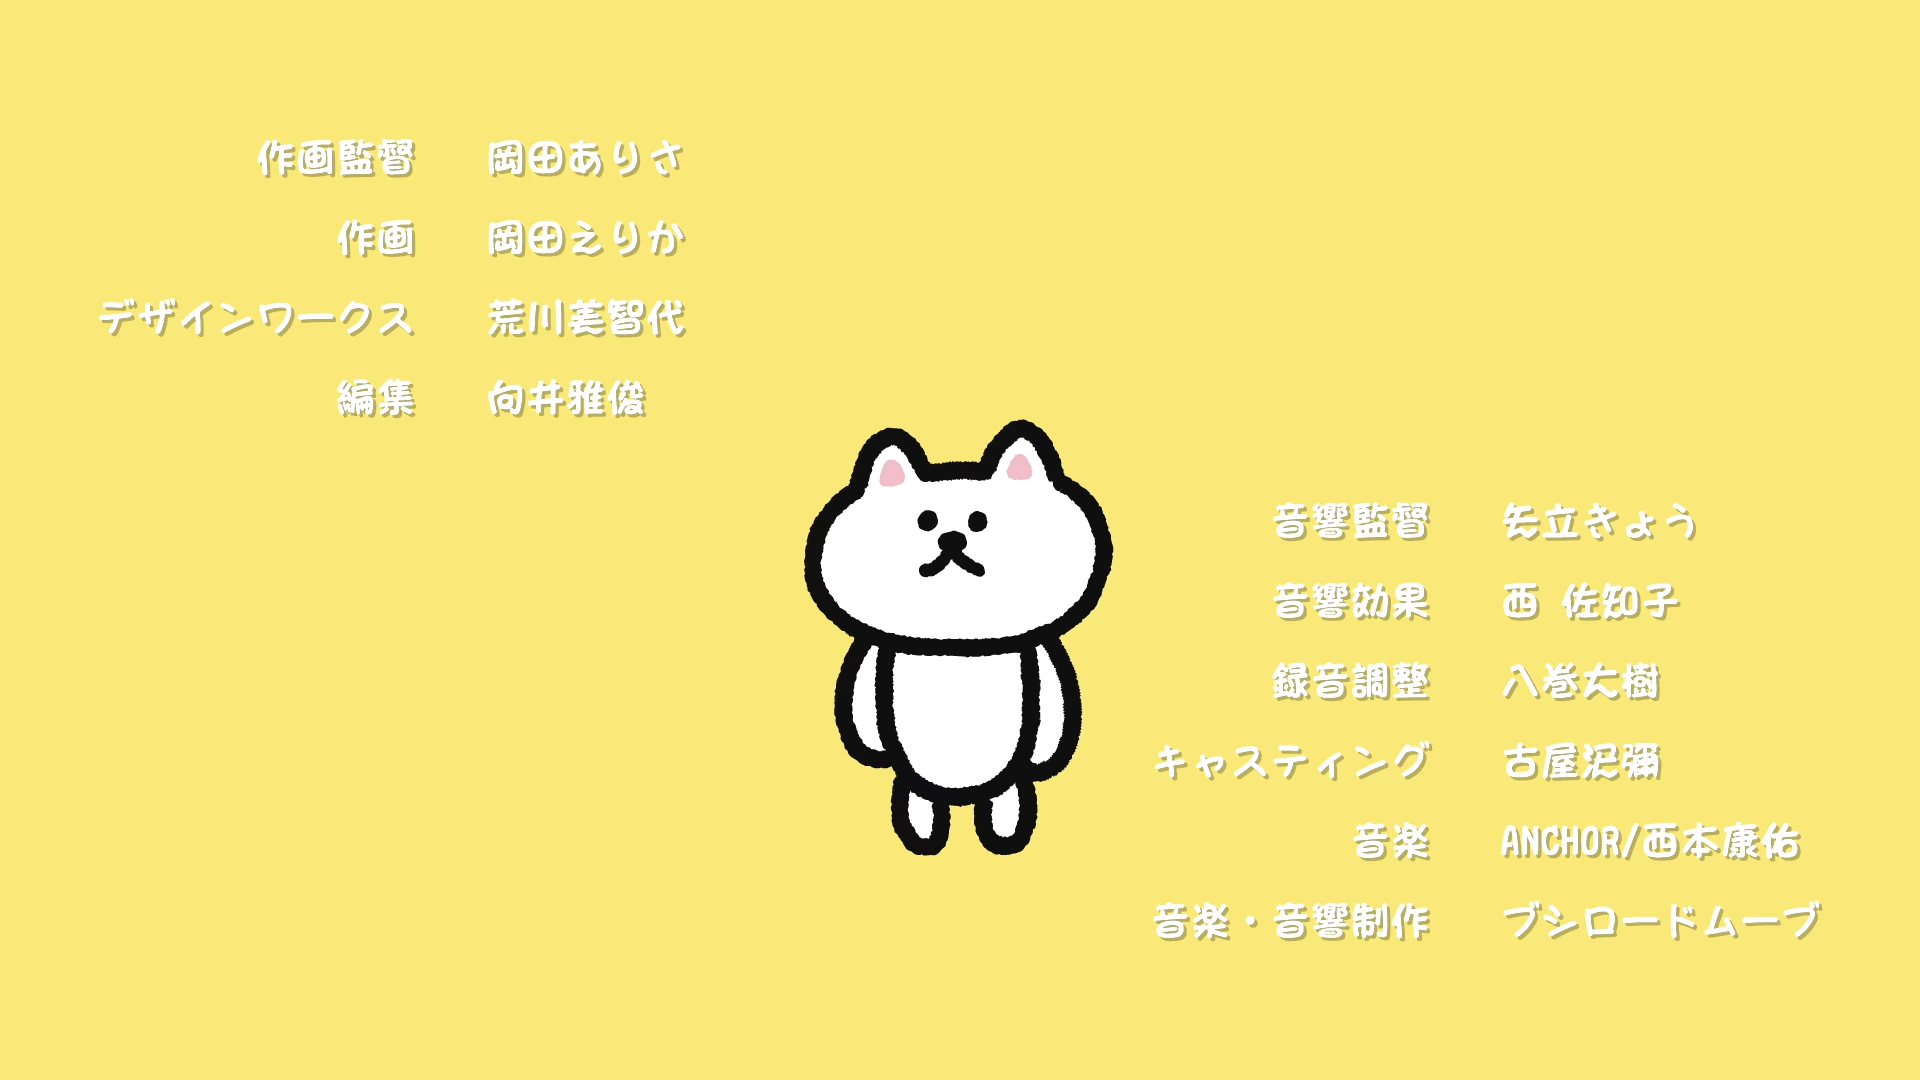 作画監督 岡田ありさ
作画 岡田えりか
デザインワークス 荒川美智代
編集 向井雅俊
音響監督 矢立きょう
音響効果 西 佐知子
録音調整 八巻大樹
キャスティング 古屋沢彌
音楽 ANCHOR/西本康佑
音楽・音響制作 ブシロードムーブ